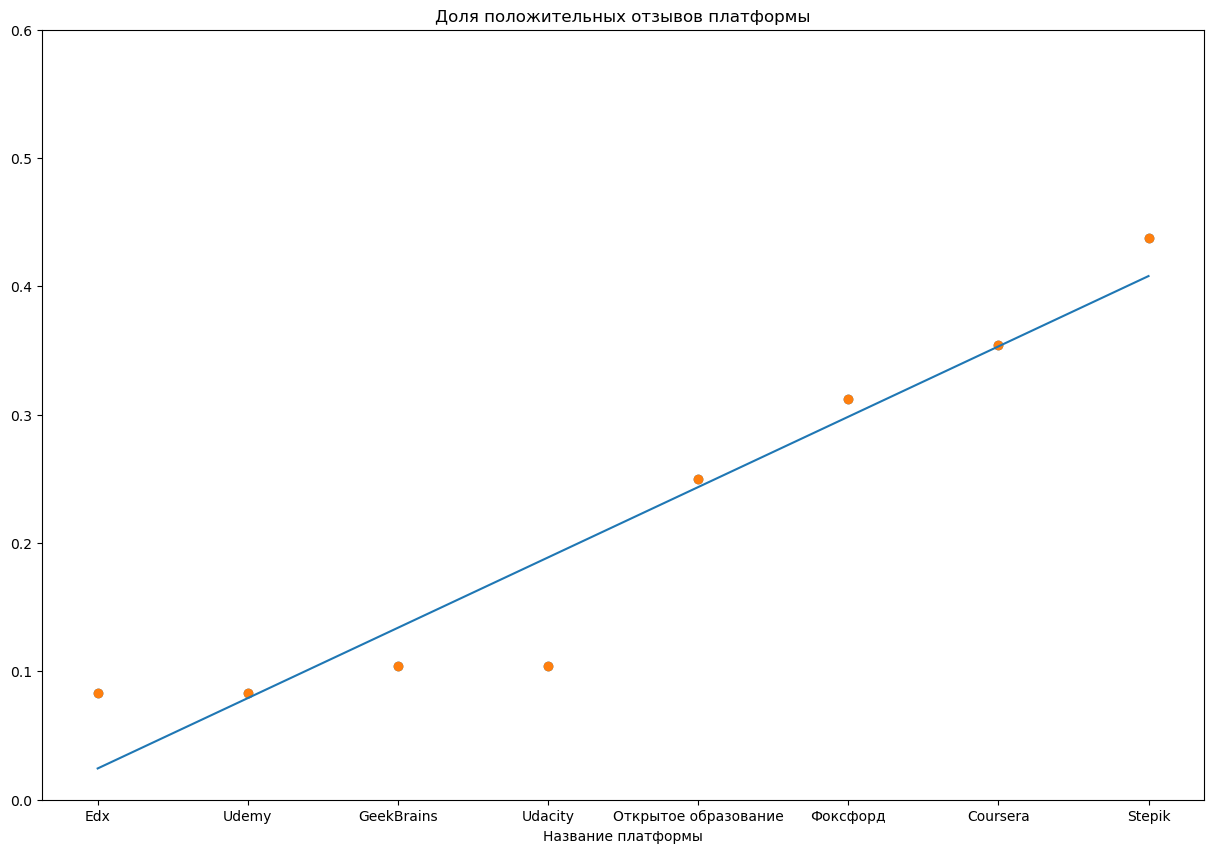 Доля положительных отзывов платформы
0.6
0.5
0.4
0.3
0.2
0.1
0.0
Edx Udemy GeekBrains Udacity Открытое образование Фоксфорд Coursera Stepik
Название платформы